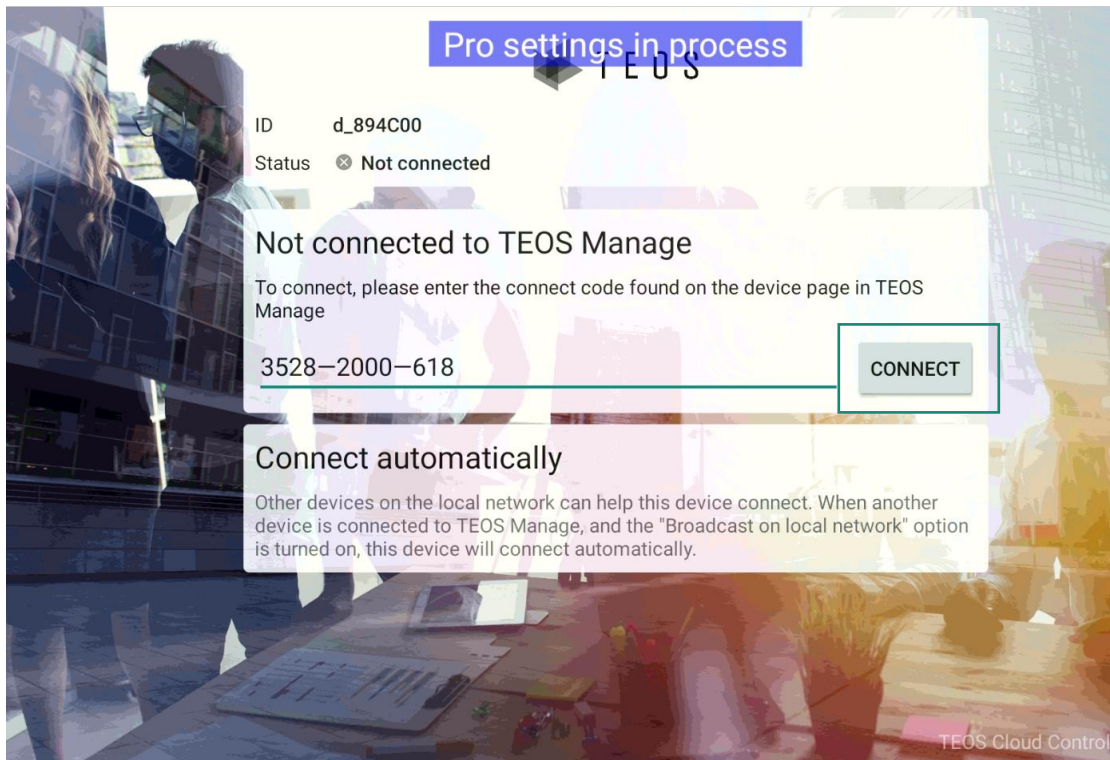 Pro settings in process
TEOS
ID d_894C00
Status Not connected
Not connected to TEOS Manage
To connect, please enter the connect code found on the device page in TEOS
Manage
3528—2000—618
CONNECT
Connect automatically
Other devices on the local network can help this device connect. When another
device is connected to TEOS Manage, and the "Broadcast on local network" option
is turned on, this device will connect automatically.
TEOS Cloud Control